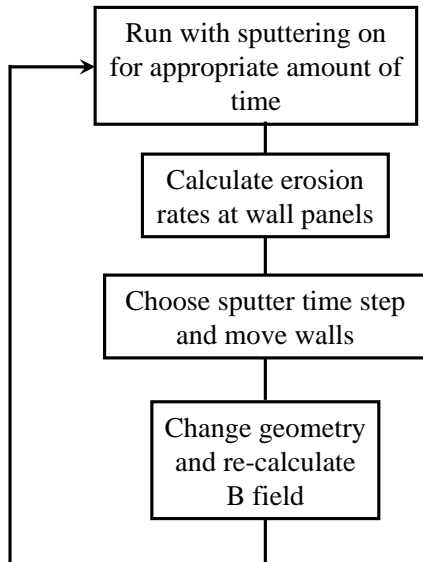 Run with sputtering on
for appropriate amount of
time
Calculate erosion
rates at wall panels
Choose sputter time step
and move walls
Change geometry
and re-calculate
B field